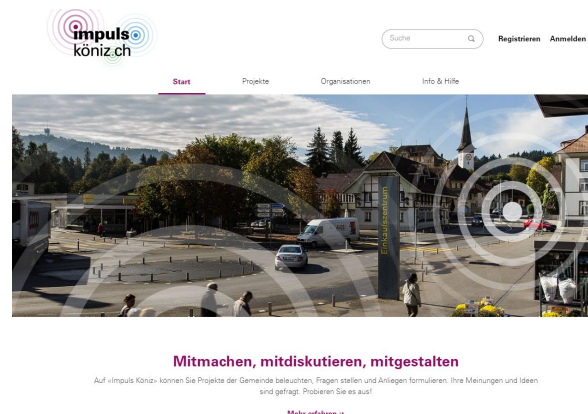 impuls
köniz.ch
Suche
Registrieren Anmelden
Start Projekte Organisationen Info & Hilfe
Einkaufszentrum
Mitmachen, mitdiskutieren, mitgestalten
Auf «Impuls Köniz» können Sie Projekte der Gemeinde beleuchten, Fragen stellen und Anliegen formulieren. Ihre Meinungen und Ideen
sind gefragt. Probieren Sie es aus!
Mehr erfahren